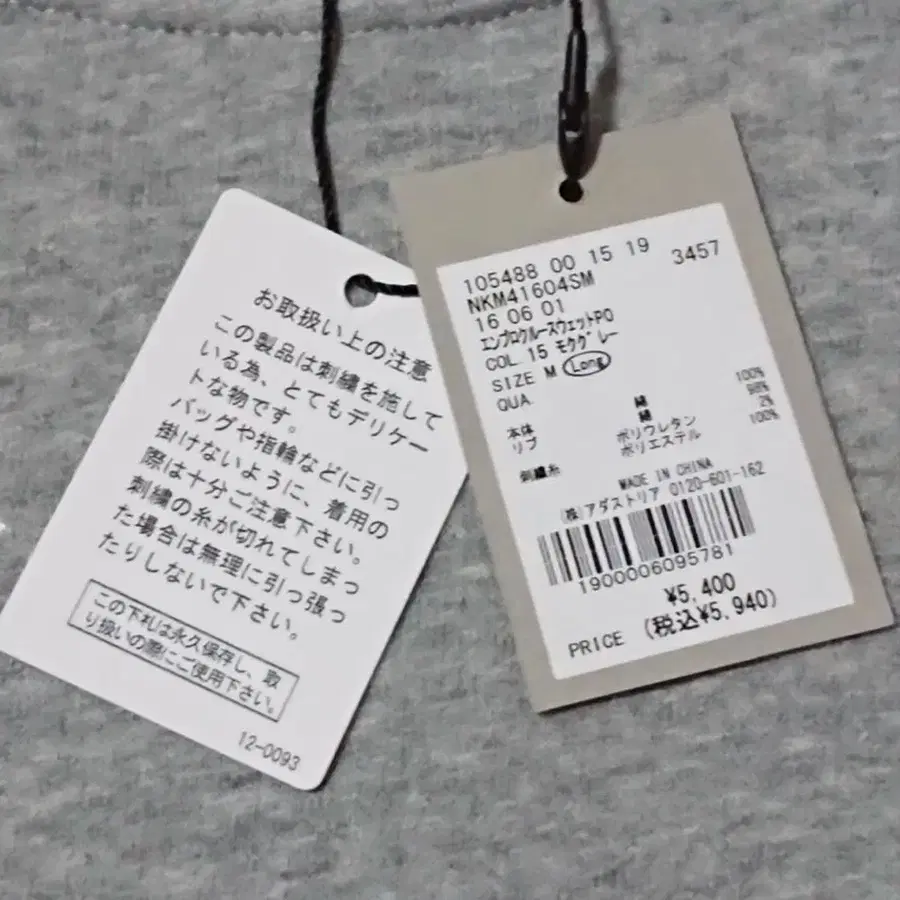 お取扱い上の注意
この製品は刺繍を施して
いる為、とてもデリケー
トな物です。
バッグや指輪などに引っ
掛けないように、着用の
際は十分ご注意下さい。
刺繍の糸が切れてしまっ
た場合は無理に引っ張っ
たりしないで下さい。
この下札は永久保存し、取
り扱いの際にご使用下さい。
12-0093
105488 00 15 19 3457
NKM41604SM
16 06 01
エンブロクルースウェットPO
COL. 15 モクグレー
SIZE M Long
QUA.
本体 綿 100%
リブ 綿 98%
ポリウレタン 2%
刺繍糸 ポリエステル 100%
MADE IN CHINA
(株)アダストリア 0120-601-162
1900006095781
¥5,400
PRICE (税込¥5,940)